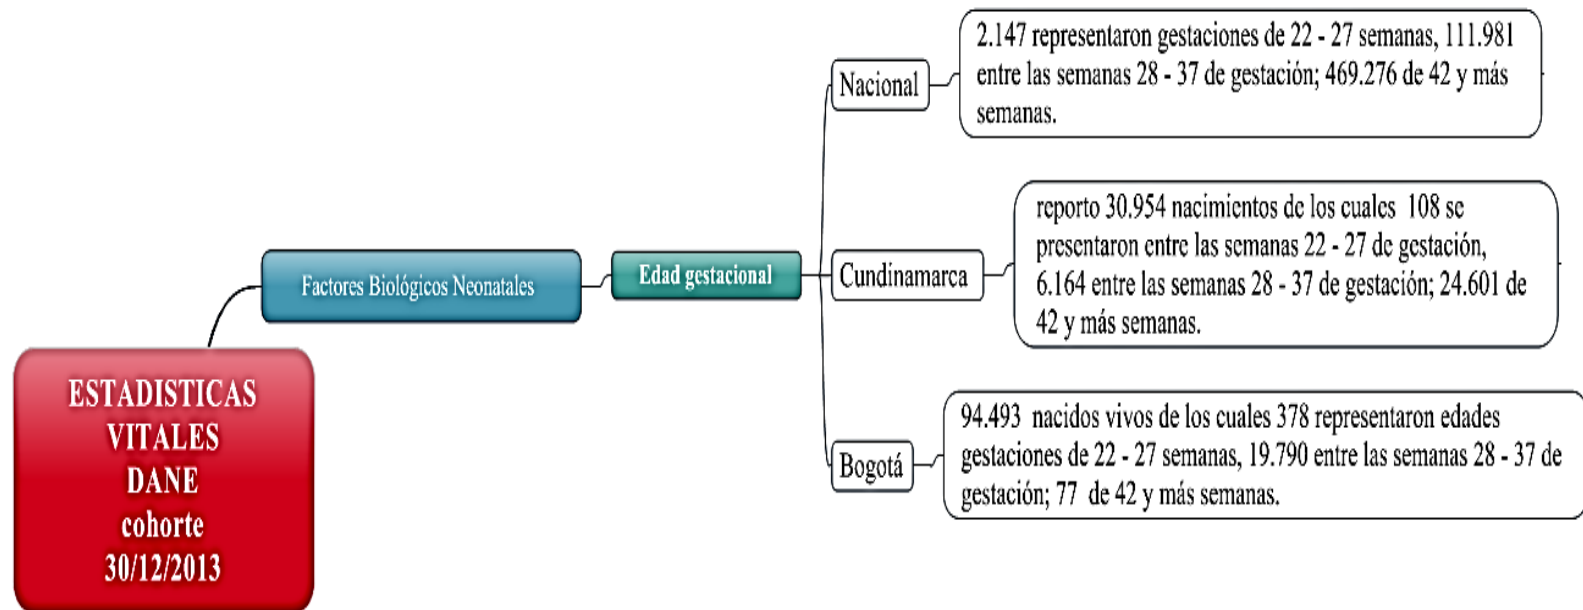 ESTADISTICAS
VITALES
DANE
cohorte
30/12/2013
Factores Biológicos Neonatales
Edad gestacional
Nacional
2.147 representaron gestaciones de 22 - 27 semanas, 111.981
entre las semanas 28 - 37 de gestación; 469.276 de 42 y más
semanas.
Cundinamarca
reporto 30.954 nacimientos de los cuales 108 se
presentaron entre las semanas 22 - 27 de gestación,
6.164 entre las semanas 28 - 37 de gestación; 24.601 de
42 y más semanas.
Bogotá
94.493 nacidos vivos de los cuales 378 representaron edades
gestaciones de 22 - 27 semanas, 19.790 entre las semanas 28 - 37 de
gestación; 77 de 42 y más semanas.